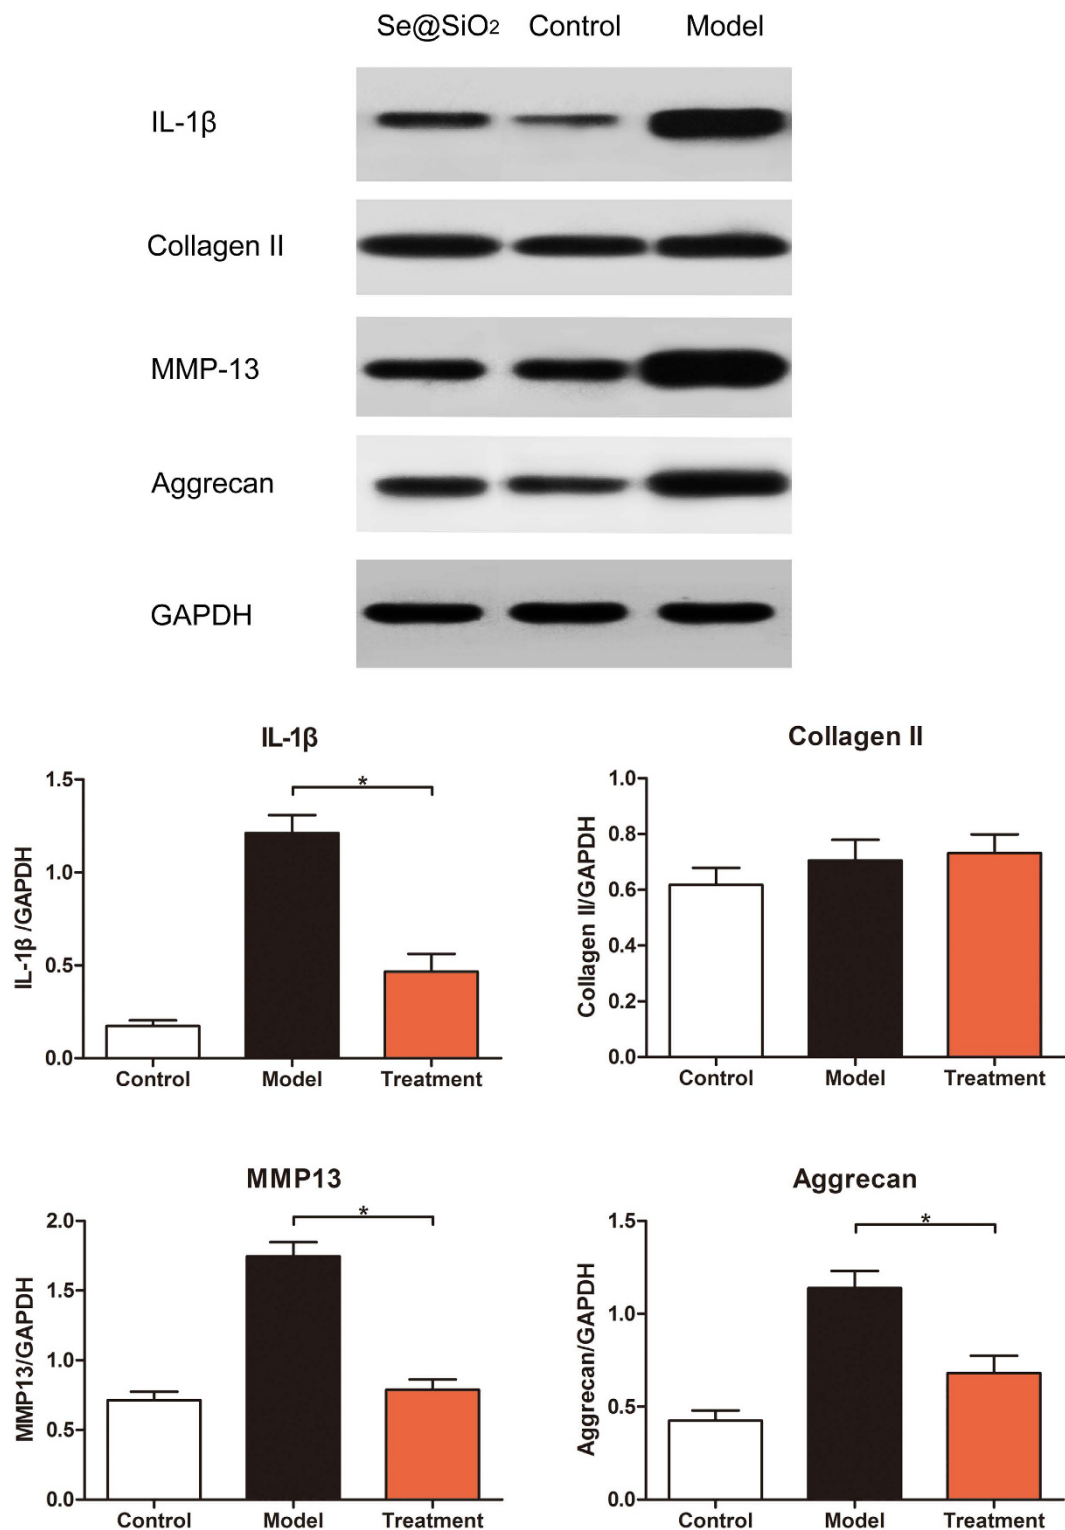 Se@SiO2 Control Model
IL-1β
Collagen II
MMP-13
Aggrecan
GAPDH
IL-1β
IL-1β /GAPDH
1.5
1.0
0.5
0.0
*
Control Model Treatment
Collagen II
Collagen II/GAPDH
1.0
0.8
0.6
0.4
0.2
0.0
Control Model Treatment
MMP13
MMP13/GAPDH
2.0
1.5
1.0
0.5
0.0
*
Control Model Treatment
Aggrecan
Aggrecan/GAPDH
1.5
1.0
0.5
0.0
*
Control Model Treatment